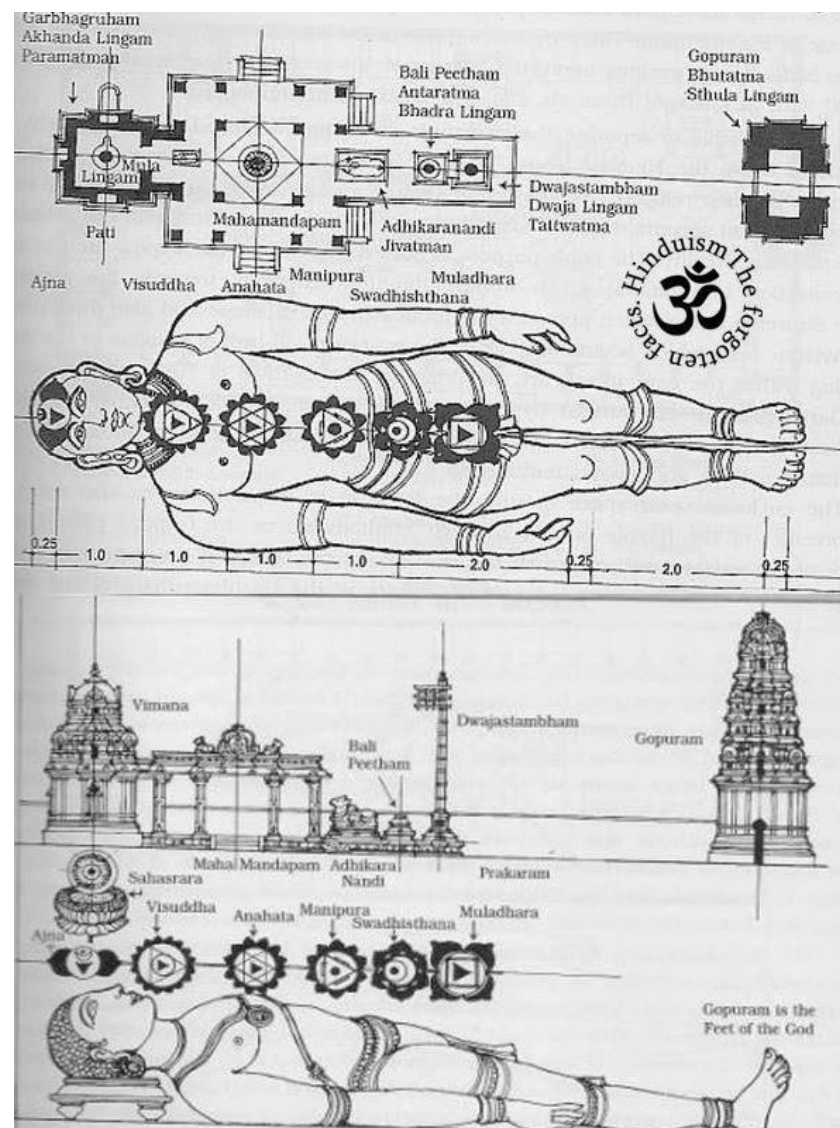 Garbhagruham
Akhanda Lingam
Paramatman
Mula
Lingam
Pati
Mahamandapam
Bali Peetham
Antaratma
Bhadra Lingam
Adhikaranandi
Jivatman
Dwajastambham
Dwaja Lingam
Tattwatma
Gopuram
Bhutatma
Sthula Lingam
HinduismThe forgotten facts
ॐ
Ajna
Visuddha
Anahata
Manipura
Swadhishthana
Muladhara
0.25
1.0
1.0
1.0
1.0
2.0
0.25
2.0
0.25
Vimana
Bali
Peetham
Dwajastambham
Gopuram
Maha Mandapam
Adhikara
Nandi
Prakaram
Sahasrara
Ajna
Visuddha
Anahata
Manipura
Swadhisthana
Muladhara
Gopuram is the
Feet of the God